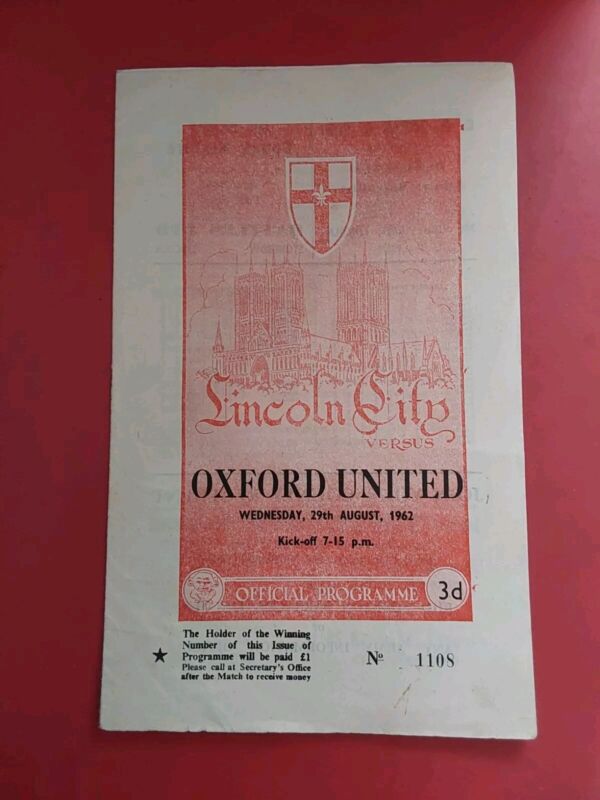 Lincoln City
VERSUS
OXFORD UNITED
WEDNESDAY, 29th AUGUST, 1962
Kick-off 7-15 p.m.
OFFICIAL PROGRAMME
3d
The Holder of the Winning
Number of this Issue of
★ Programme will be paid £1
Please call at Secretary's Office
after the Match to receive money
Nº 1108